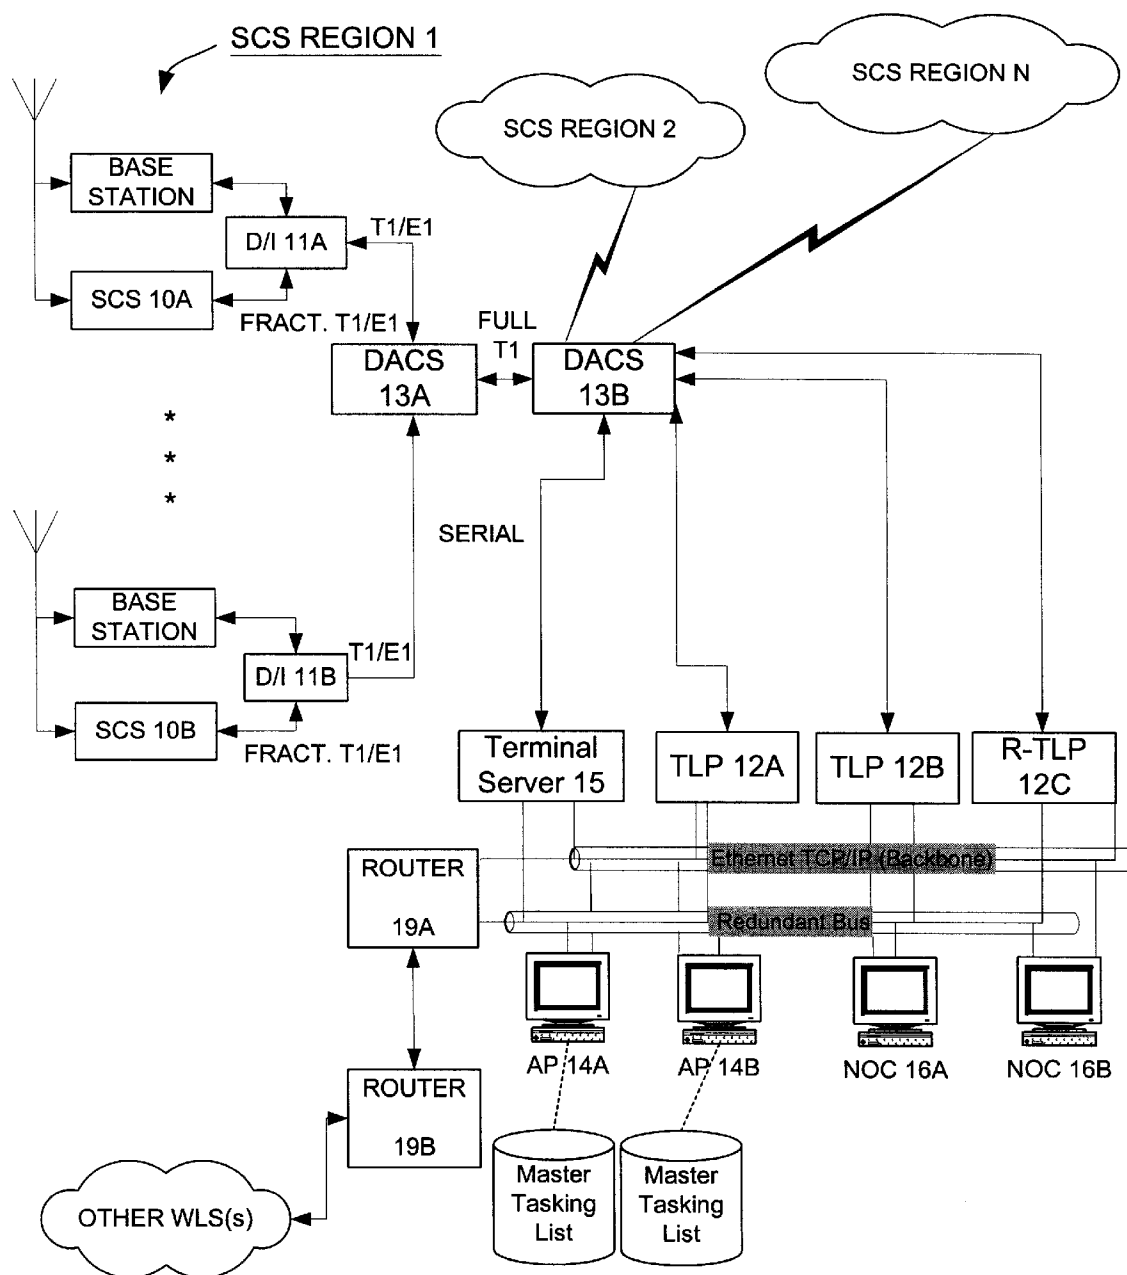 SCS REGION 1
SCS REGION N
SCS REGION 2
BASE
STATION
D/I 11A
T1/E1
SCS 10A
FRACT. T1/E1
FULL
T1
DACS
13A
DACS
13B
*
*
*
SERIAL
BASE
STATION
D/I 11B
T1/E1
SCS 10B
FRACT. T1/E1
Terminal
Server 15
TLP 12A
TLP 12B
R-TLP
12C
Ethernet TCP/IP (Backbone)
ROUTER
19A
Redundant Bus
AP 14A
AP 14B
NOC 16A
NOC 16B
ROUTER
19B
Master
Tasking
List
Master
Tasking
List
OTHER WLS(s)